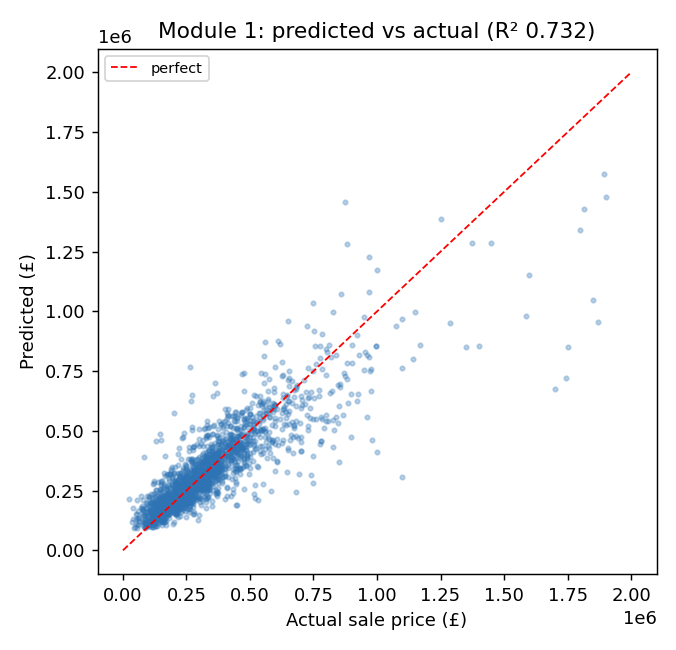 Module 1: predicted vs actual (R² 0.732)
1e6
perfect
2.00
1.75
1.50
1.25
1.00
0.75
0.50
0.25
0.00
Predicted (£)
0.00 0.25 0.50 0.75 1.00 1.25 1.50 1.75 2.00
1e6
Actual sale price (£)